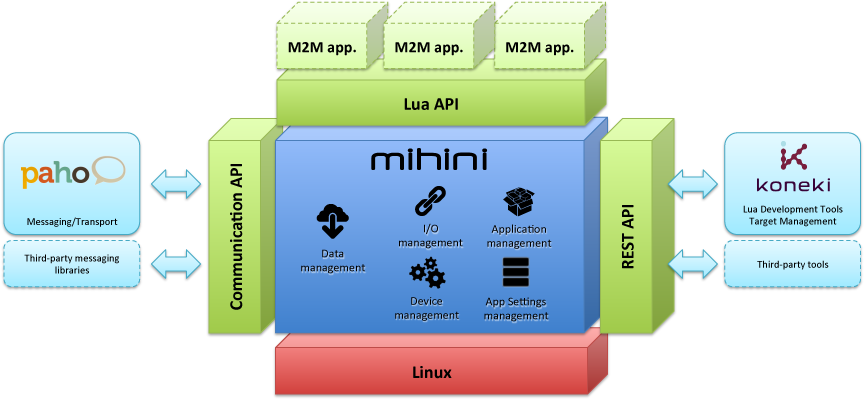 M2M app.
M2M app.
M2M app.
Lua API
Communication API
mihini
Data
management
I/O
management
Application
management
Device
management
App Settings
management
REST API
Linux
paho
Messaging/Transport
Third-party messaging
libraries
koneki
Lua Development Tools
Target Management
Third-party tools